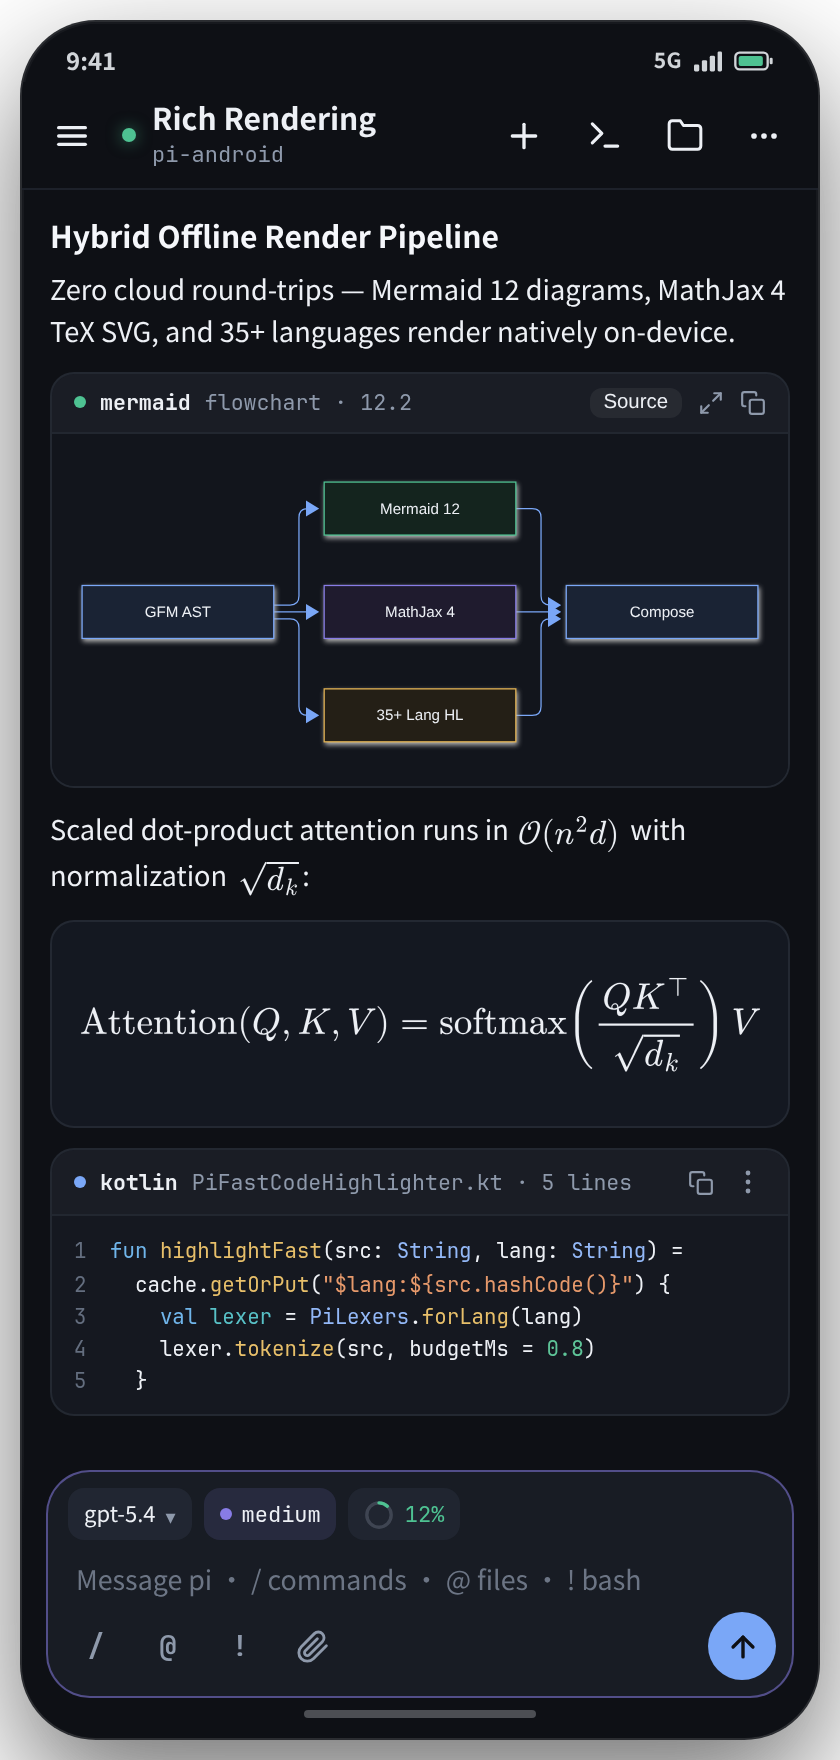 9:41 5G
Rich Rendering
pi-android
Hybrid Offline Render Pipeline
Zero cloud round-trips — Mermaid 12 diagrams, MathJax 4
TeX SVG, and 35+ languages render natively on-device.
mermaid flowchart · 12.2 Source
Mermaid 12
GFM AST
MathJax 4
Compose
35+ Lang HL
Scaled dot-product attention runs in 𝒪(n²d) with
normalization √dₖ:
Attention(Q, K, V) = softmax(QK⊤/√dₖ) V
kotlin PiFastCodeHighlighter.kt · 5 lines
1 fun highlightFast(src: String, lang: String) =
2 cache.getOrPut("$lang:${src.hashCode()}") {
3 val lexer = PiLexers.forLang(lang)
4 lexer.tokenize(src, budgetMs = 0.8)
5 }
gpt-5.4 ▾ medium 12%
Message pi · / commands · @ files · ! bash
/ @ !